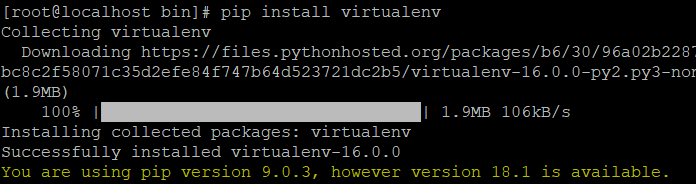 [root@localhost bin]# pip install virtualenv
Collecting virtualenv
  Downloading https://files.pythonhosted.org/packages/b6/30/96a02b2287
bc8c2f58071c35d2efe84f747b64d523721dc2b5/virtualenv-16.0.0-py2.py3-non
(1.9MB)
    100% |                                | 1.9MB 106kB/s
Installing collected packages: virtualenv
Successfully installed virtualenv-16.0.0
You are using pip version 9.0.3, however version 18.1 is available.